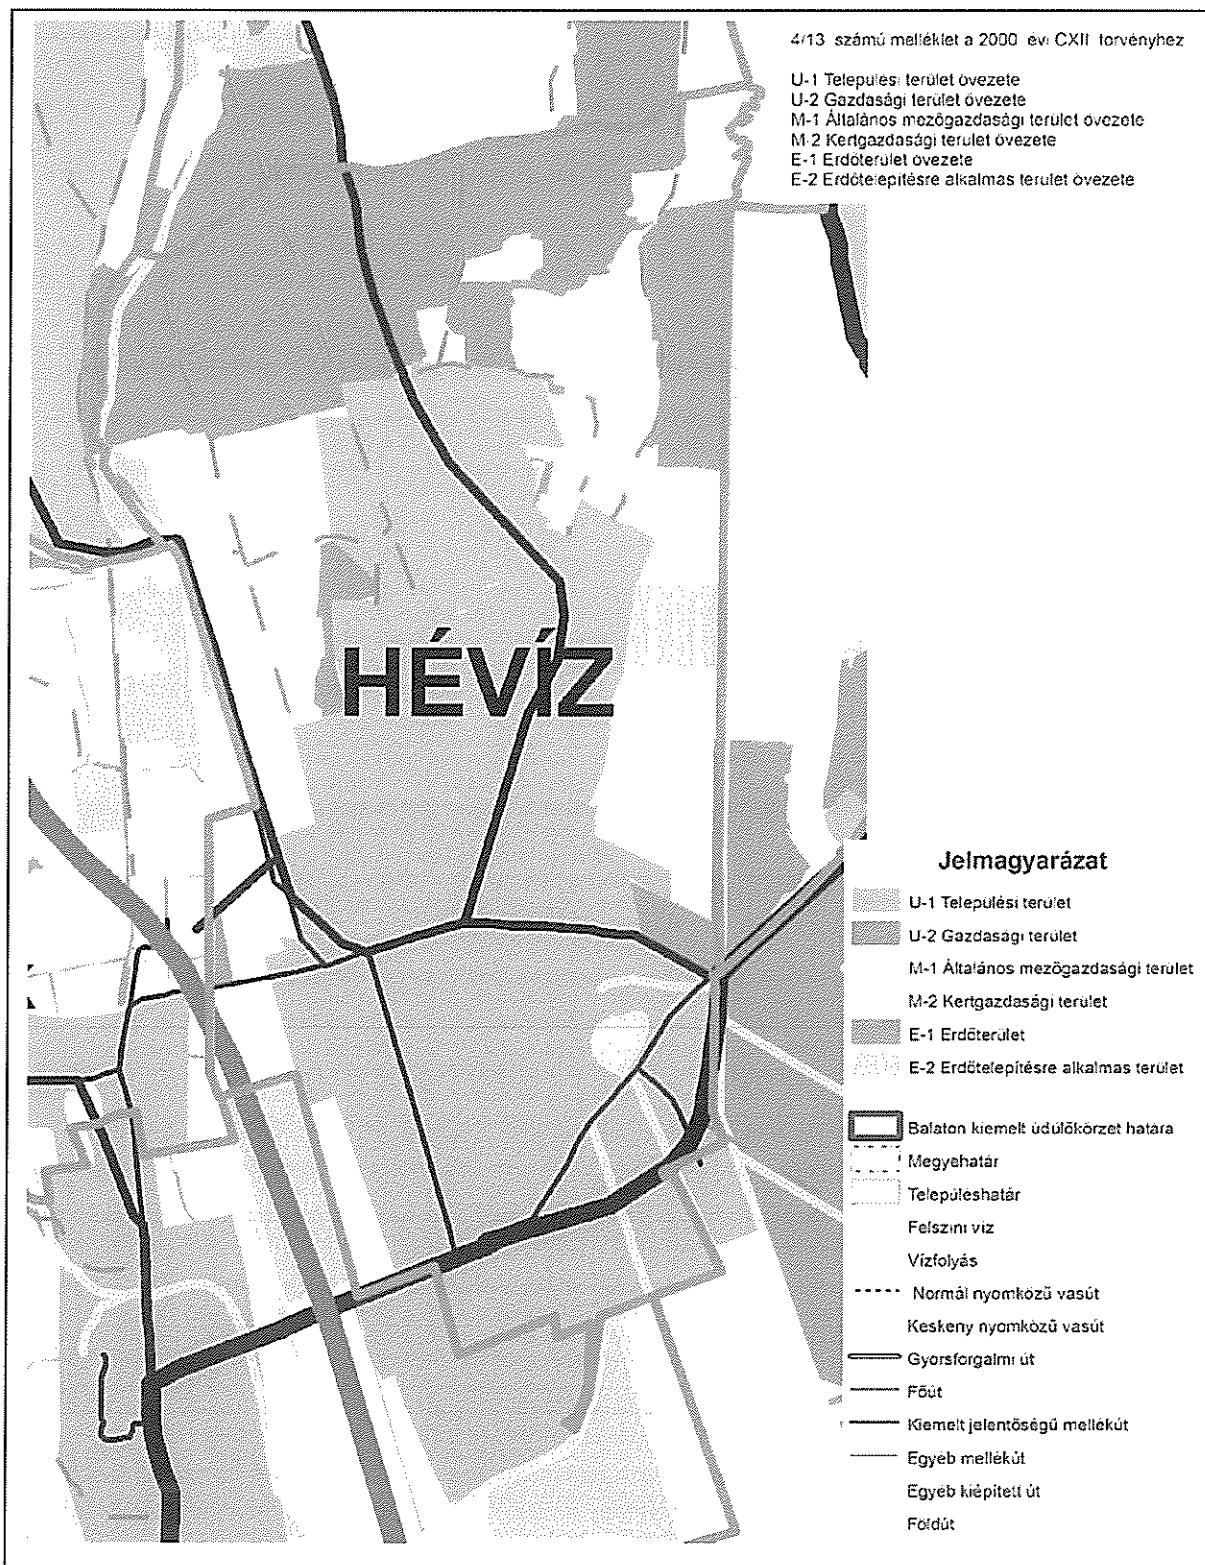 4/13 számú melléklet a 2000 évi CXII törvényhez
U-1 Települési terület övezete
U-2 Gazdasági terület övezete
M-1 Általános mezőgazdasági terület övezete
M-2 Kertgazdasági terület övezete
E-1 Erdőterület övezete
E-2 Erdőtelepítésre alkalmas terület övezete
HÉVÍZ
Jelmagyarázat
U-1 Települési terület
U-2 Gazdasági terület
M-1 Általános mezőgazdasági terület
M-2 Kertgazdasági terület
E-1 Erdőterület
E-2 Erdőtelepítésre alkalmas terület
Balaton kiemelt üdülőkörzet határa
Megyehatár
Településhatár
Felszíni víz
Vízfolyás
Normál nyomközű vasút
Keskeny nyomközű vasút
Gyorsforgalmi út
Főút
Kiemelt jelentőségű mellékút
Egyéb mellékút
Egyéb kiépített út
Földút